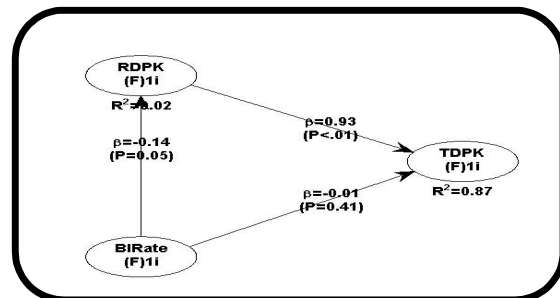 RDPK
(F)1i
R²=0.02
β=0.93
(P<.01)
β=-0.14
(P=0.05)
TDPK
(F)1i
R²=0.87
β=-0.01
(P=0.41)
BIRate
(F)1i